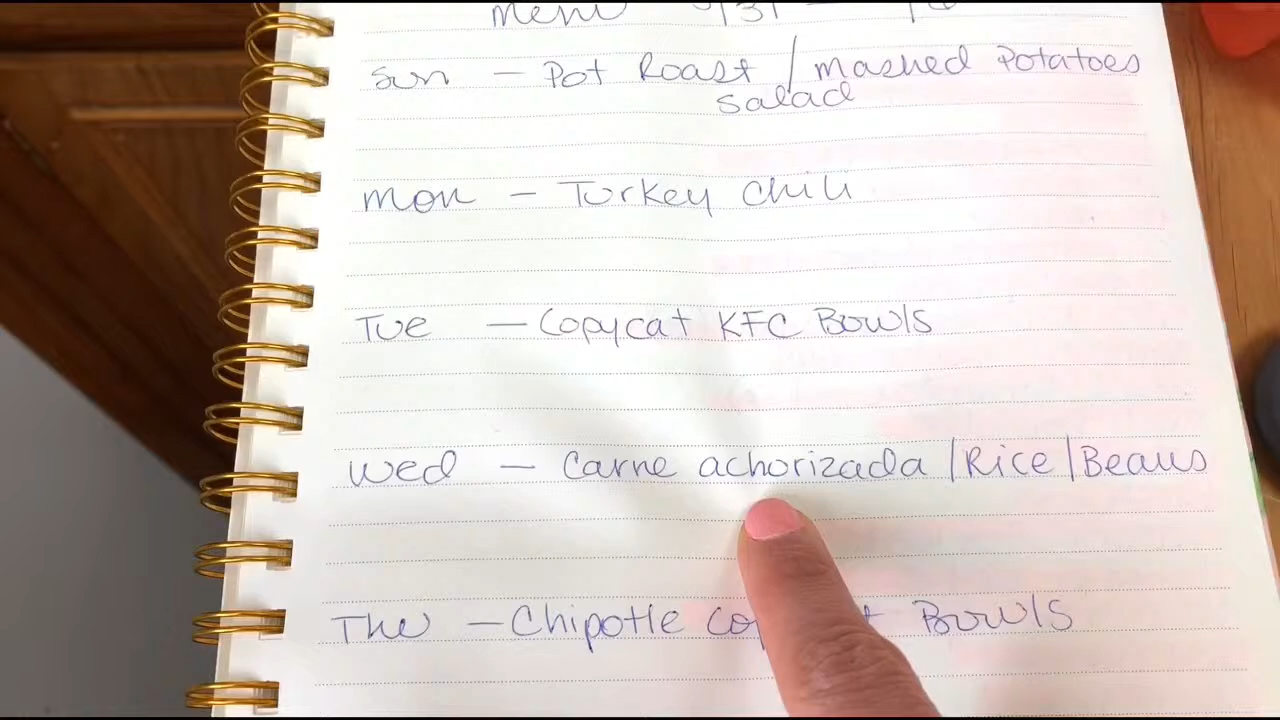 Menu
Sun - Pot Roast / Mashed Potatoes
Salad
Mon - Turkey Chili
Tue - Copycat KFC Bowls
Wed - Carne achorizada / Rice / Beans
Thu - Chipotle Bowls